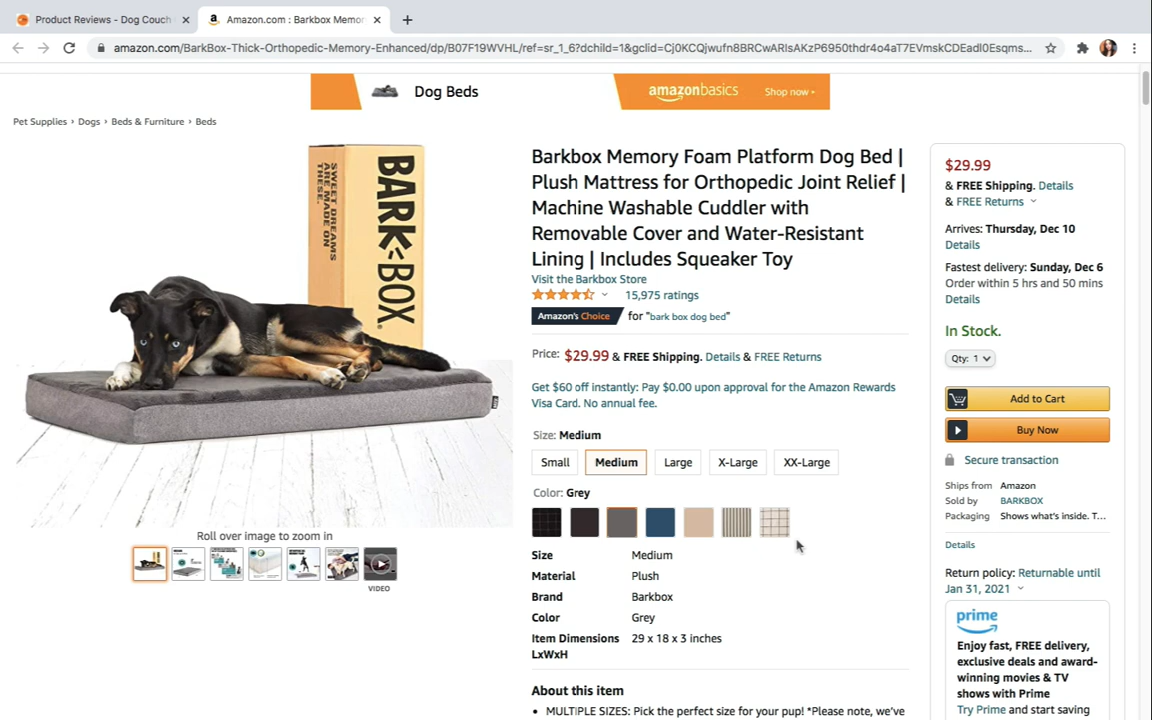 Product Reviews - Dog Couch
Amazon.com : Barkbox Memor
amazon.com/BarkBox-Thick-Orthopedic-Memory-Enhanced/dp/B07F19WVHL/ref=sr_1_6?dchild=1&gclid=Cj0KCQjwufn8BRCwARIsAKzP6950thdr4o4aT7EVmskCDEadl0Esqms...
Dog Beds
amazonbasics
Shop now
Pet Supplies › Dogs › Beds & Furniture › Beds
BARKBOX
SWEET DREAMS
ARE MADE ON
THESE.
Roll over image to zoom in
VIDEO
Barkbox Memory Foam Platform Dog Bed |
Plush Mattress for Orthopedic Joint Relief |
Machine Washable Cuddler with
Removable Cover and Water-Resistant
Lining | Includes Squeaker Toy
Visit the Barkbox Store
15,975 ratings
Amazon's Choice for "bark box dog bed"
Price: $29.99 & FREE Shipping. Details & FREE Returns
Get $60 off instantly: Pay $0.00 upon approval for the Amazon Rewards
Visa Card. No annual fee.
Size: Medium
Small Medium Large X-Large XX-Large
Color: Grey
Size Medium
Material Plush
Brand Barkbox
Color Grey
Item Dimensions 29 x 18 x 3 inches
LxWxH
About this item
• MULTIPLE SIZES: Pick the perfect size for your pup! *Please note, we've
$29.99
& FREE Shipping. Details
& FREE Returns
Arrives: Thursday, Dec 10
Details
Fastest delivery: Sunday, Dec 6
Order within 5 hrs and 50 mins
Details
In Stock.
Qty: 1
Add to Cart
Buy Now
Secure transaction
Ships from Amazon
Sold by BARKBOX
Packaging Shows what's inside. T...
Details
Return policy: Returnable until
Jan 31, 2021
prime
Enjoy fast, FREE delivery,
exclusive deals and award-
winning movies & TV
shows with Prime
Try Prime and start saving